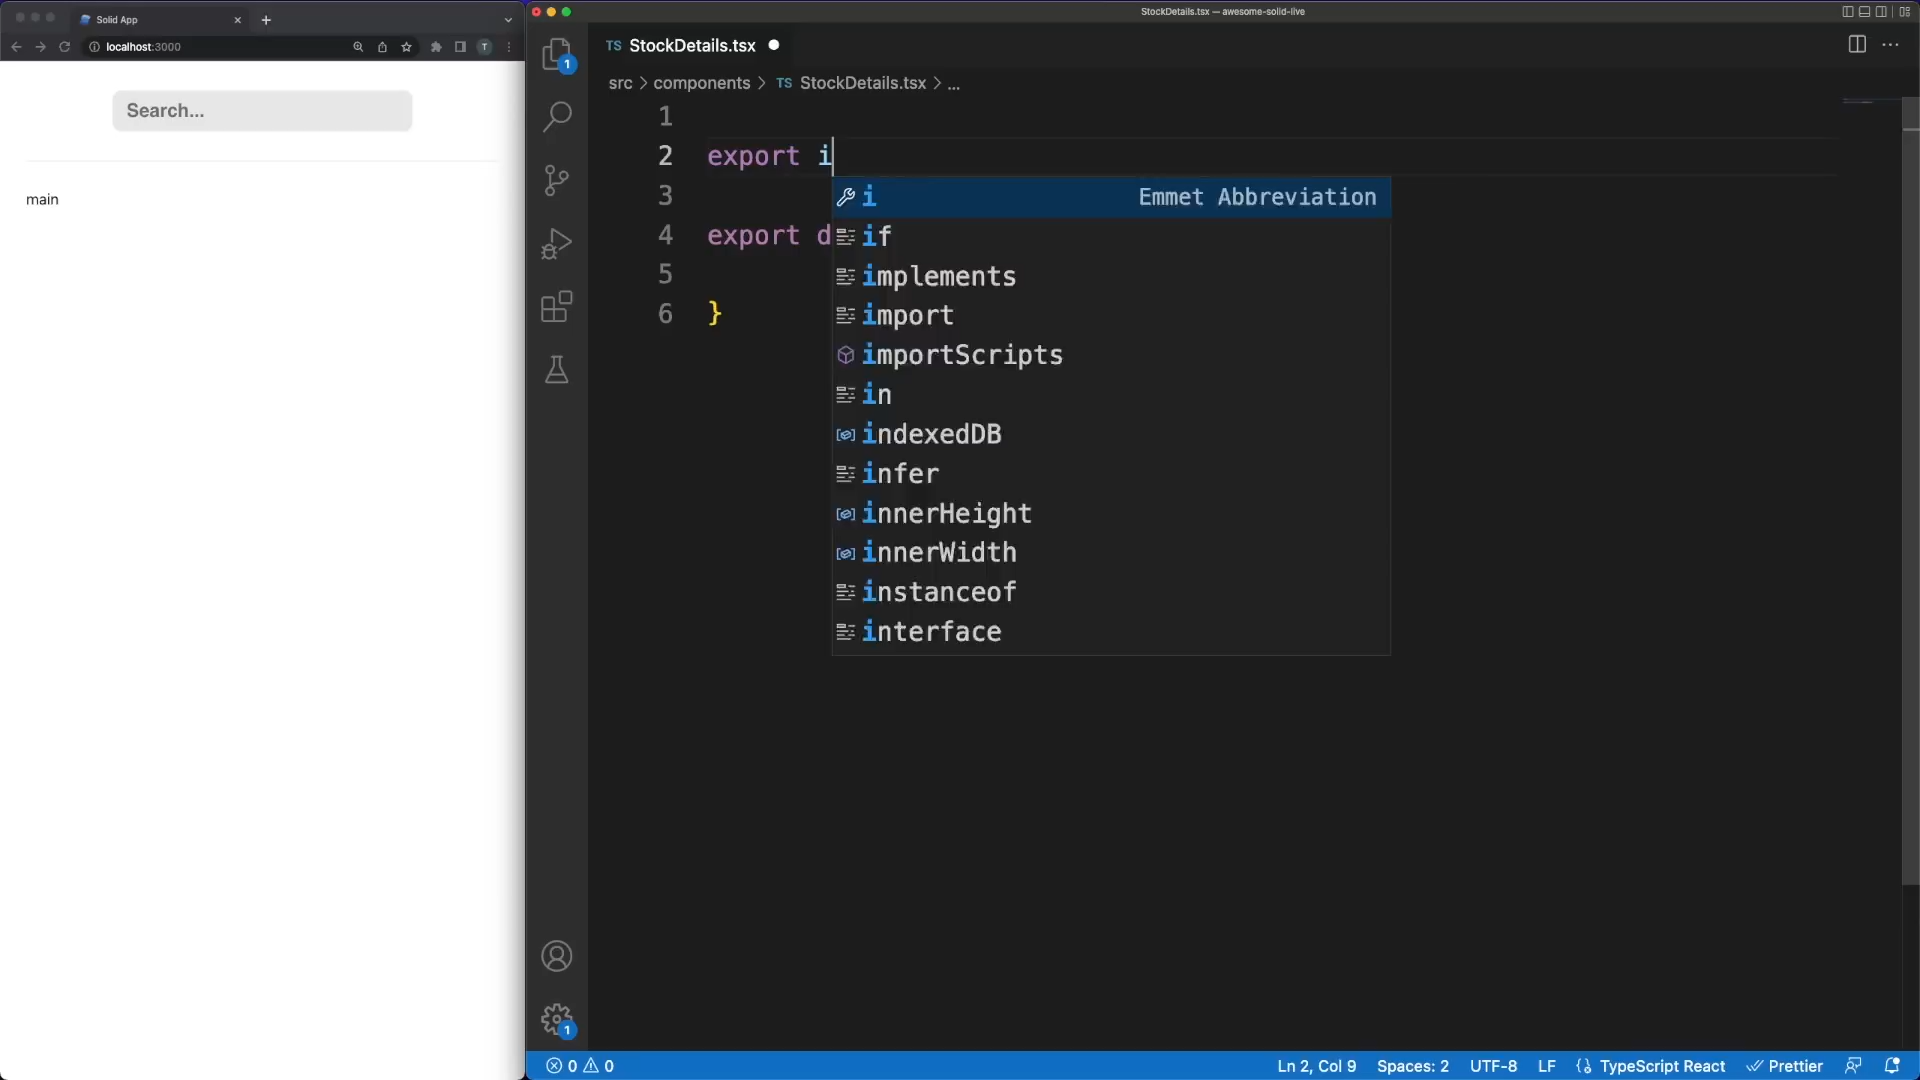 Solid App
localhost:3000
T
Search...
main
StockDetails.tsx — awesome-solid-live
TS StockDetails.tsx
src > components > TS StockDetails.tsx > ...
1
2 export i
3
4 export d
5
6 }
i Emmet Abbreviation
if
implements
import
importScripts
in
indexedDB
infer
innerHeight
innerWidth
instanceof
interface
1
1
0 0
Ln 2, Col 9 Spaces: 2 UTF-8 LF {} TypeScript React Prettier